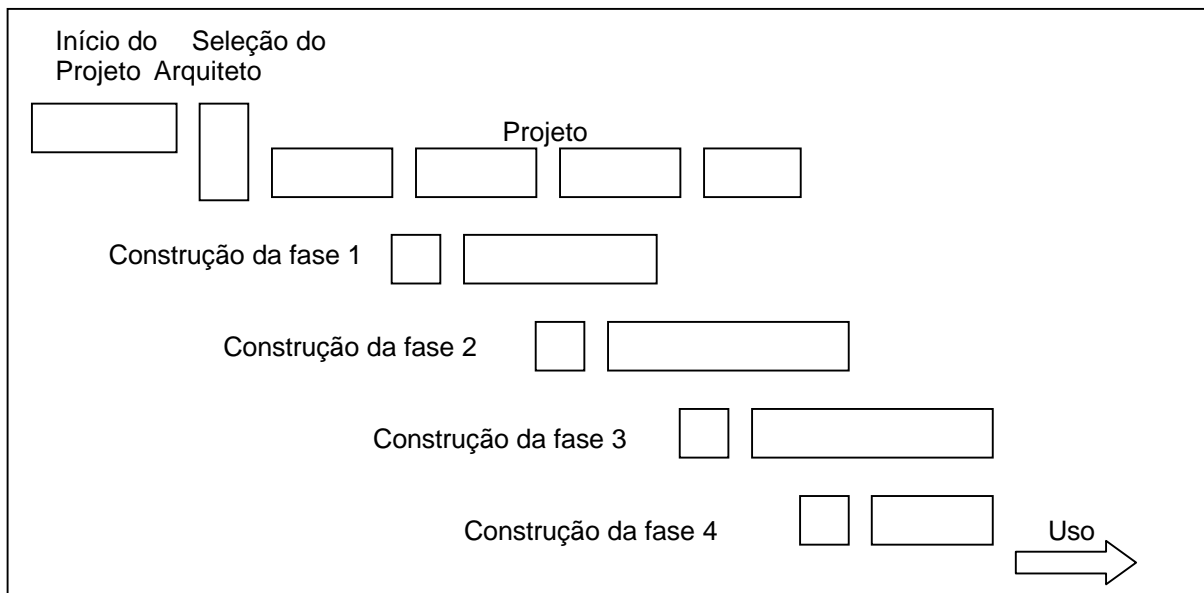 Início do Seleção do
Projeto Arquiteto
Projeto
Construção da fase 1
Construção da fase 2
Construção da fase 3
Construção da fase 4
Uso